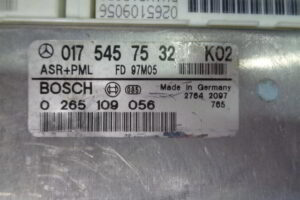 0265109056
017 545 75 32 K02
ASR+PML FD 97M05
BOSCH Made in Germany
0 265 109 056 2764 2097
765